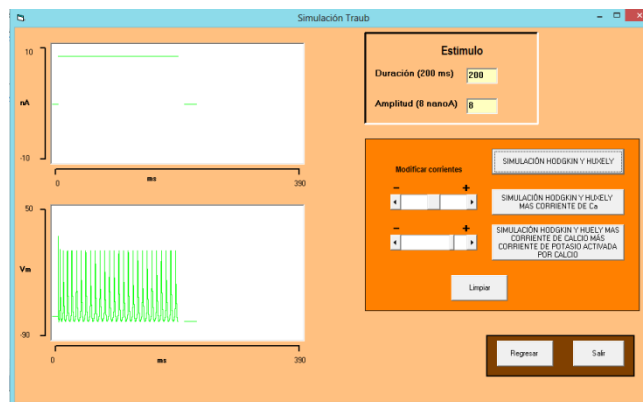 Simulación Traub
10
nA
-10
0
390
ms
50
Vm
-90
0
390
ms
Estimulo
Duración (200 ms)
200
Amplitud (8 nanoA)
8
Modificar corrientes
- +
- +
SIMULACIÓN HODGKIN Y HUXELY
SIMULACIÓN HODGKIN Y HUXELY
MAS CORRIENTE DE Ca
SIMULACIÓN HODGKIN Y HUELY MAS
CORRIENTE DE CALCIO MÁS
CORRIENTE DE POTASIO ACTIVADA
POR CALCIO
Limpiar
Regresar
Salir